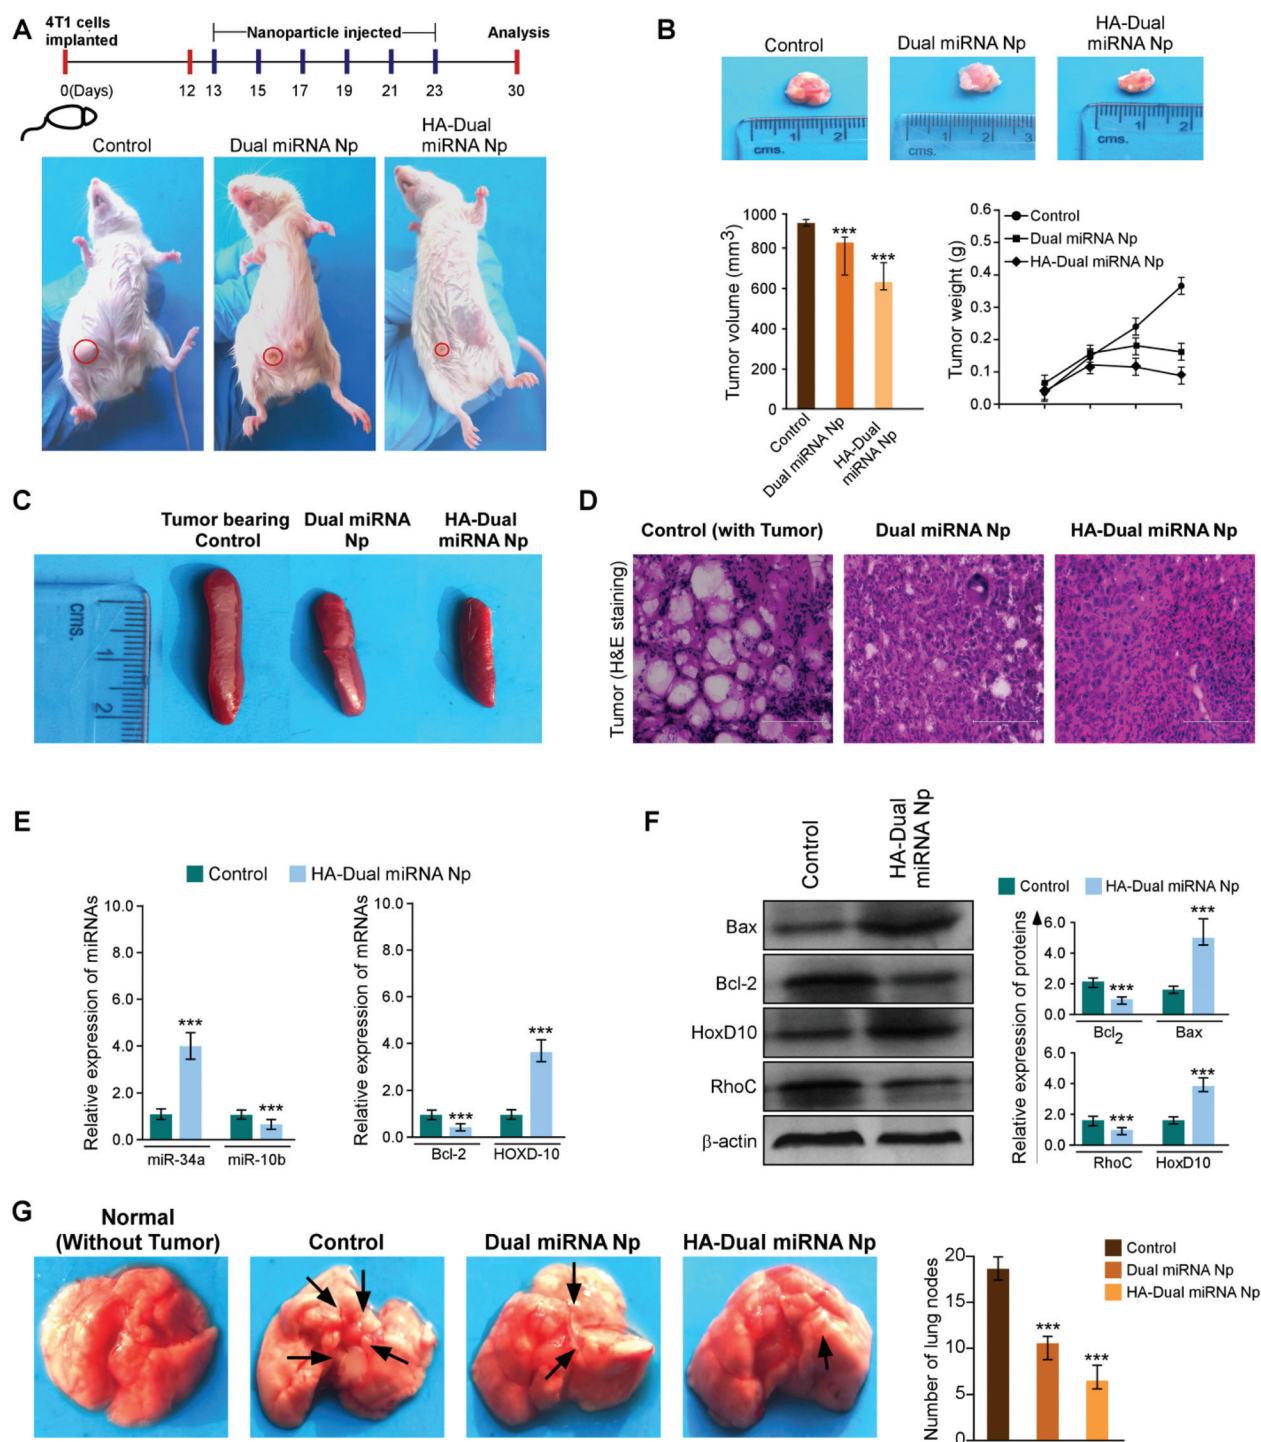 A
4T1 cells
implanted
Nanoparticle injected
Analysis
0(Days)
12 13 15 17 19 21 23 30
Control
Dual miRNA Np
HA-Dual
miRNA Np
B
Control
Dual miRNA Np
HA-Dual
miRNA Np
cms.
1
2
cms.
1
2
3
cms.
1
2
Tumor volume (mm3)
1000
800
600
400
200
0
***
***
Control
Dual miRNA Np
HA-Dual
miRNA Np
Tumor weight (g)
0.6
0.5
0.4
0.3
0.2
0.1
0.0
Control
Dual miRNA Np
HA-Dual miRNA Np
C
Tumor bearing
Control
Dual miRNA
Np
HA-Dual
miRNA Np
cms.
1
2
D
Control (with Tumor)
Dual miRNA Np
HA-Dual miRNA Np
Tumor (H&E staining)
E
Control
HA-Dual miRNA Np
Relative expression of miRNAs
10.0
8.0
6.0
4.0
2.0
0.0
***
***
miR-34a
miR-10b
Relative expression of mRNAs
10.0
8.0
6.0
4.0
2.0
0.0
***
***
Bcl-2
HOXD-10
F
Control
HA-Dual
miRNA Np
Bax
Bcl-2
HoxD10
RhoC
β-actin
Control
HA-Dual miRNA Np
Relative expression of proteins
6.0
4.0
2.0
0.0
***
***
Bcl2
Bax
6.0
4.0
2.0
0.0
***
***
RhoC
HoxD10
G
Normal
(Without Tumor)
Control
Dual miRNA Np
HA-Dual miRNA Np
Number of lung nodes
20
15
10
5
0
***
***
Control
Dual miRNA Np
HA-Dual miRNA Np